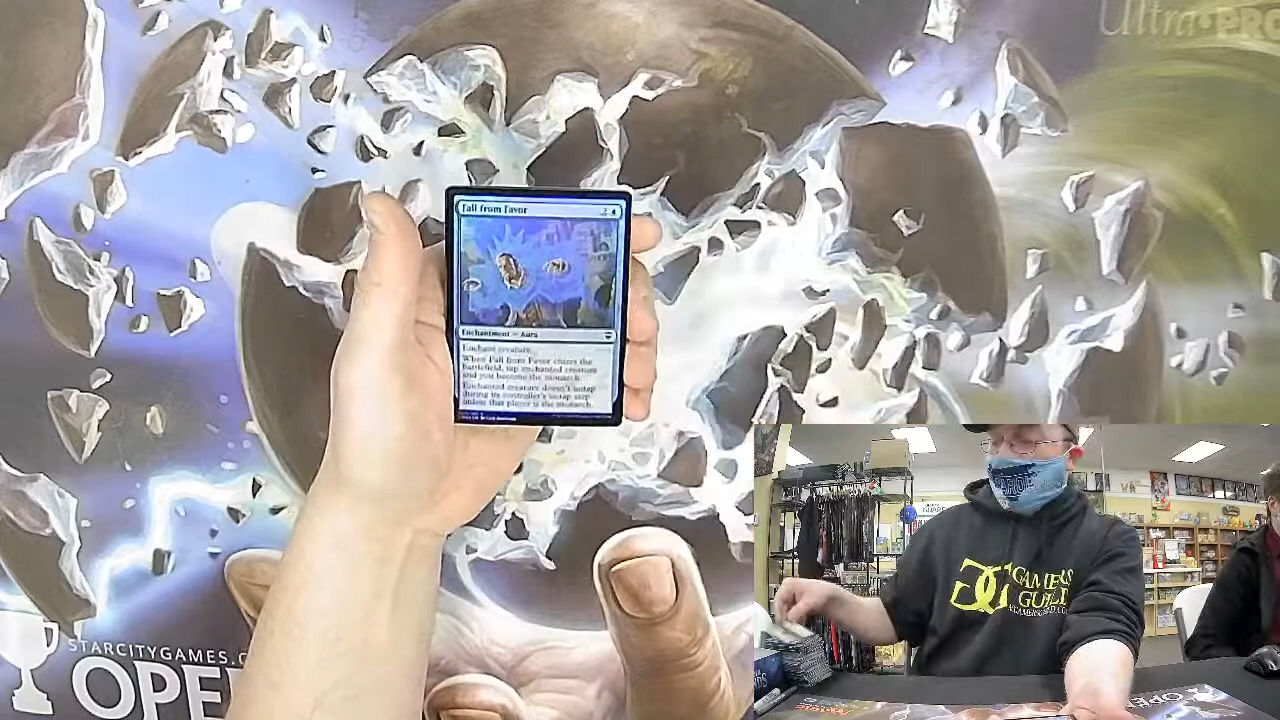 Ultra•PRO
Fall from Favor 2
Enchantment — Aura
Enchant creature
When Fall from Favor enters the
battlefield, tap enchanted creature
and you become the monarch.
Enchanted creature doesn't untap
during its controller's untap step
unless that player is the monarch.
STARCITYGAMES.C
OPE
GAMERS
GUILD
OPE